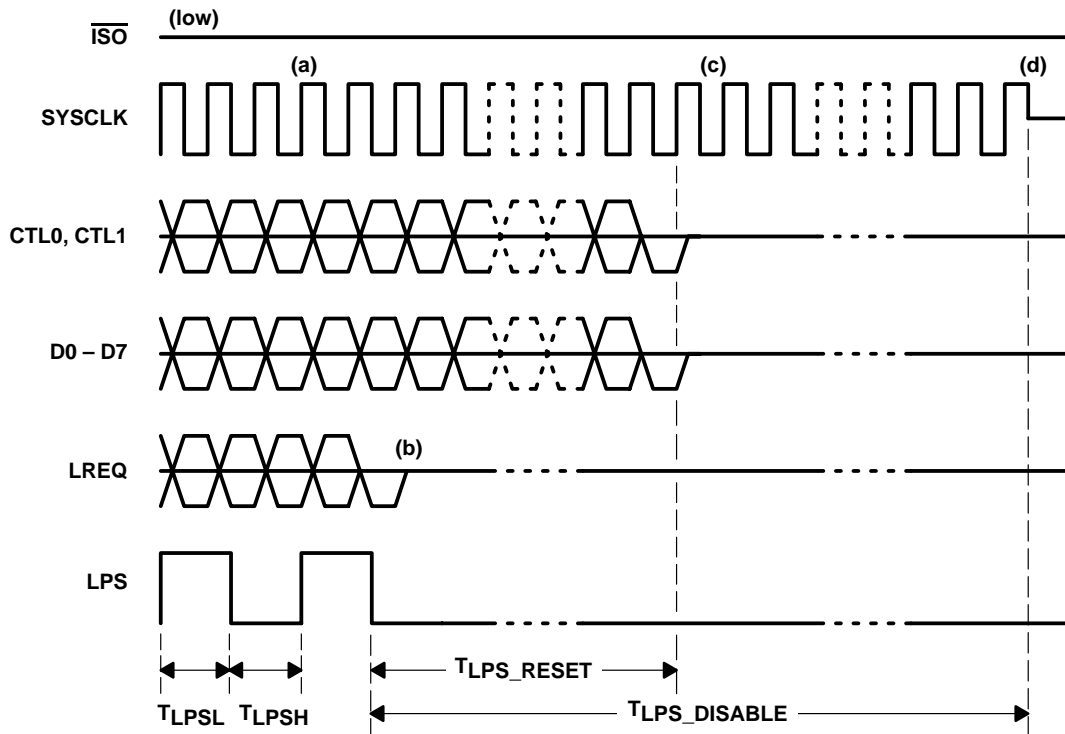 (low)
ISO
(a) (c) (d)
SYSCLK
CTL0, CTL1
D0 – D7
(b)
LREQ
LPS
TLPS_RESET
TLPSL TLPSH TLPS_DISABLE